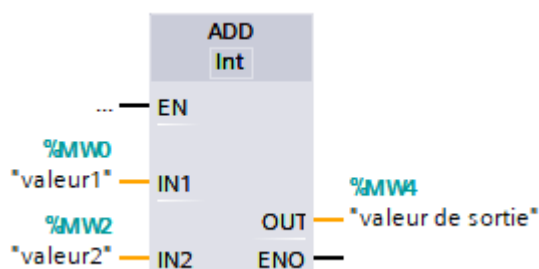 ADD
Int
... EN
%MW0
"valeur1" IN1
%MW4
%MW2
OUT "valeur de sortie"
"valeur2" IN2 ENO